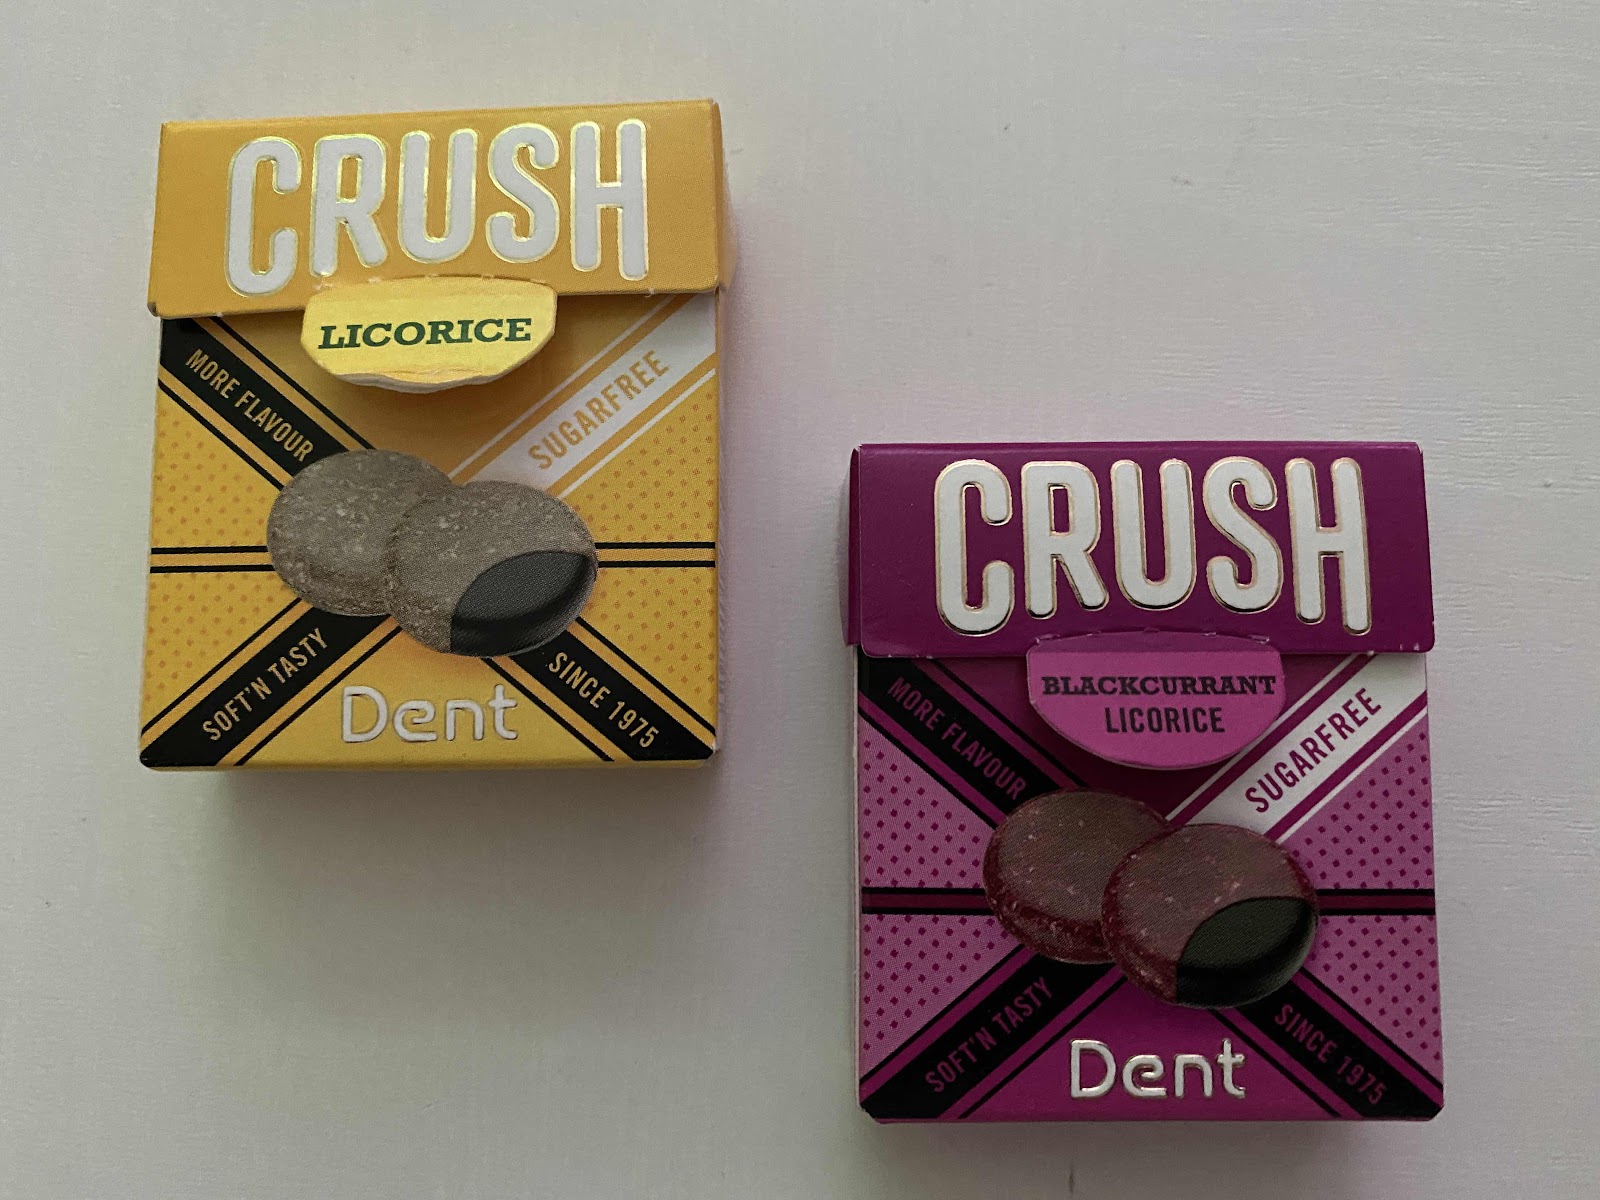 CRUSH
LICORICE
MORE FLAVOUR
SUGARFREE
SOFT'N TASTY
SINCE 1975
Dent
CRUSH
BLACKCURRANT
LICORICE
MORE FLAVOUR
SUGARFREE
SOFT'N TASTY
SINCE 1975
Dent